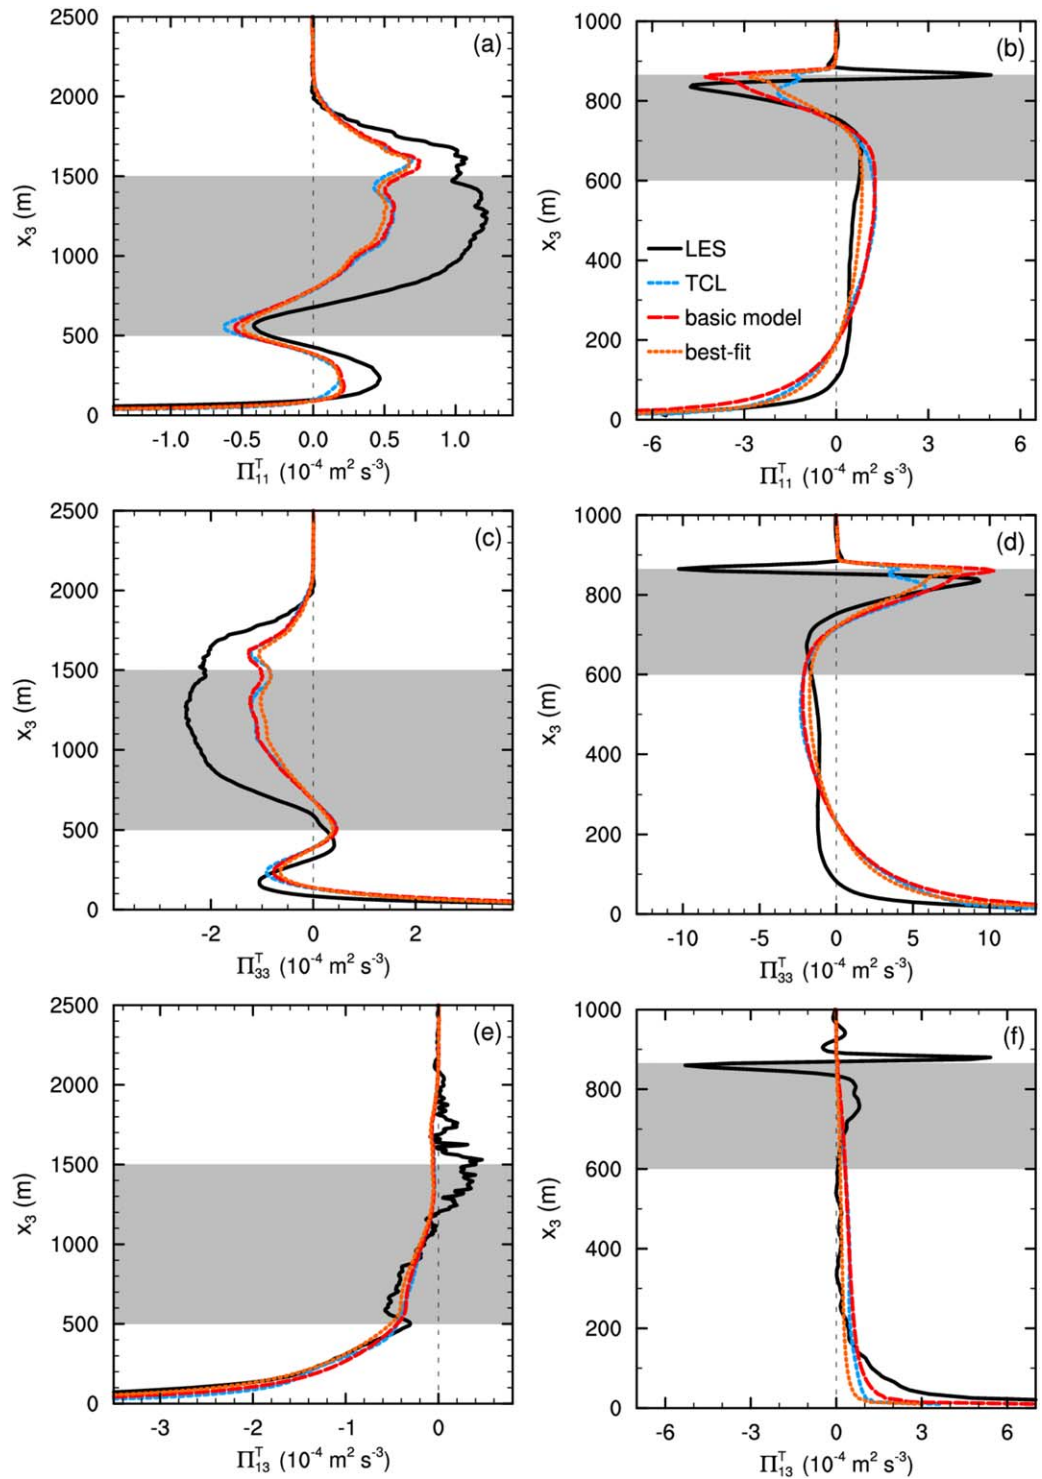 2500
2000
1500
1000
500
0
x₃ (m)
(a)
-1.0 -0.5 0.0 0.5 1.0
Π₁₁ᵀ (10⁻⁴ m² s⁻³)
1000
800
600
400
200
0
x₃ (m)
(b)
LES
TCL
basic model
best-fit
-6 -3 0 3 6
Π₁₁ᵀ (10⁻⁴ m² s⁻³)
2500
2000
1500
1000
500
0
x₃ (m)
(c)
-2 0 2
Π₃₃ᵀ (10⁻⁴ m² s⁻³)
1000
800
600
400
200
0
x₃ (m)
(d)
-10 -5 0 5 10
Π₃₃ᵀ (10⁻⁴ m² s⁻³)
2500
2000
1500
1000
500
0
x₃ (m)
(e)
-3 -2 -1 0
Π₁₃ᵀ (10⁻⁴ m² s⁻³)
1000
800
600
400
200
0
x₃ (m)
(f)
-6 -4 -2 0 2 4 6
Π₁₃ᵀ (10⁻⁴ m² s⁻³)